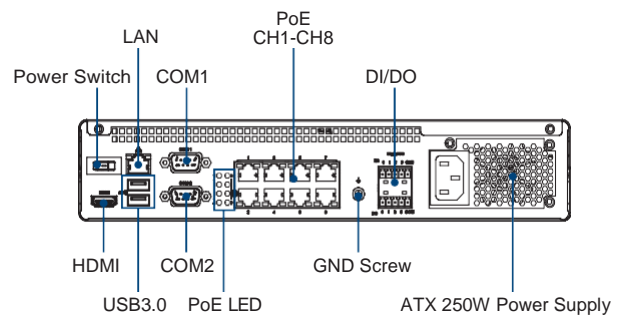 PoE
CH1-CH8
LAN
Power Switch
COM1
DI/DO
HDMI
COM2
GND Screw
USB3.0
PoE LED
ATX 250W Power Supply